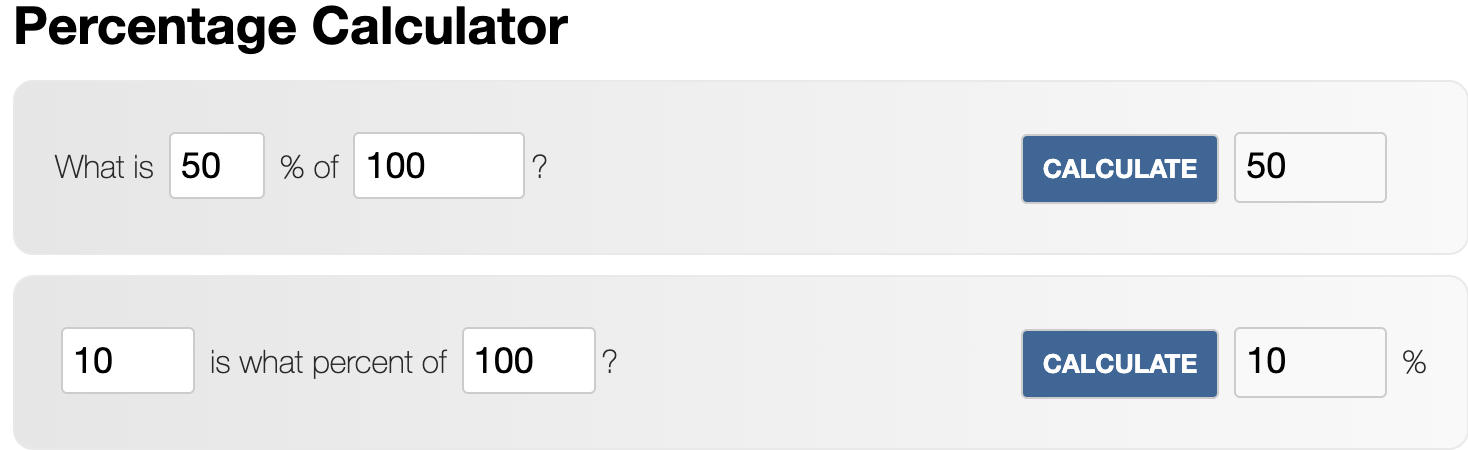 Percentage Calculator
What is 50 % of 100 ? CALCULATE 50
10 is what percent of 100 ? CALCULATE 10 %